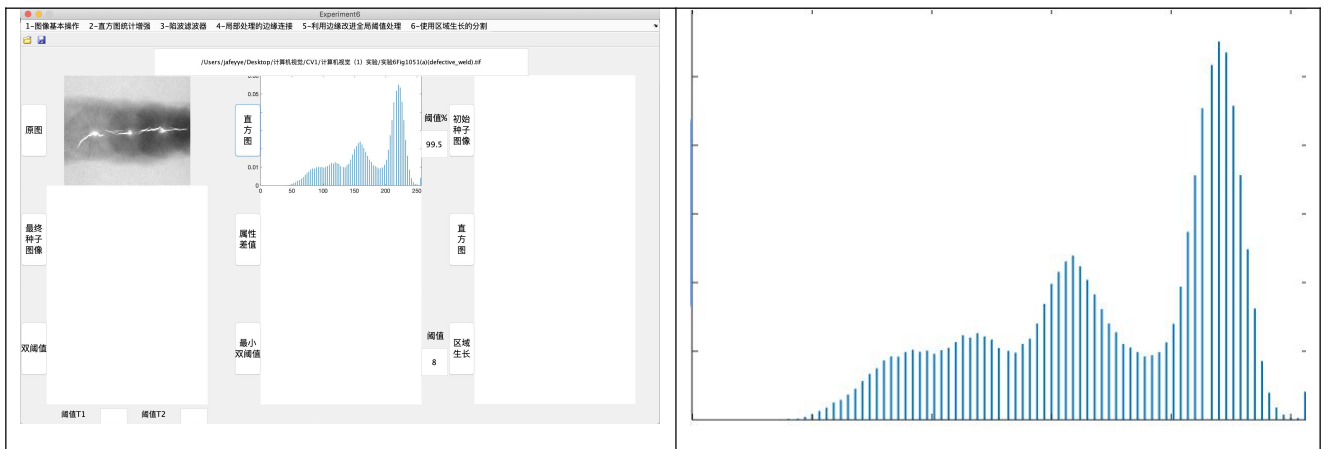 Experiment6
1-图像基本操作 2-直方图统计增强 3-陷波滤波器 4-局部处理的边缘连接 5-利用边缘改进全局阈值处理 6-使用区域生长的分割
/Users/jafeyye/Desktop/计算机视觉/CV1/计算机视觉（1）实验/实验6Fig1051(a)(defective_weld).tif
原图
直
方
图
0.05
0.01
0
0 50 100 150 200 250
阈值%
99.5
初始
种子
图像
最终
种子
图像
属性
差值
直
方
图
双阈值
最小
双阈值
阈值
8
区域
生长
阈值T1 阈值T2